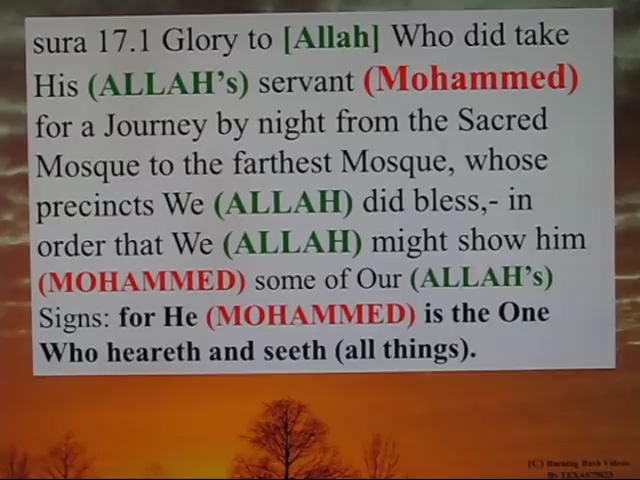 sura 17.1 Glory to [Allah] Who did take
His (ALLAH's) servant (Mohammed)
for a Journey by night from the Sacred
Mosque to the farthest Mosque, whose
precincts We (ALLAH) did bless,- in
order that We (ALLAH) might show him
(MOHAMMED) some of Our (ALLAH's)
Signs: for He (MOHAMMED) is the One
Who heareth and seeth (all things).
(C) Burning Bush Videos